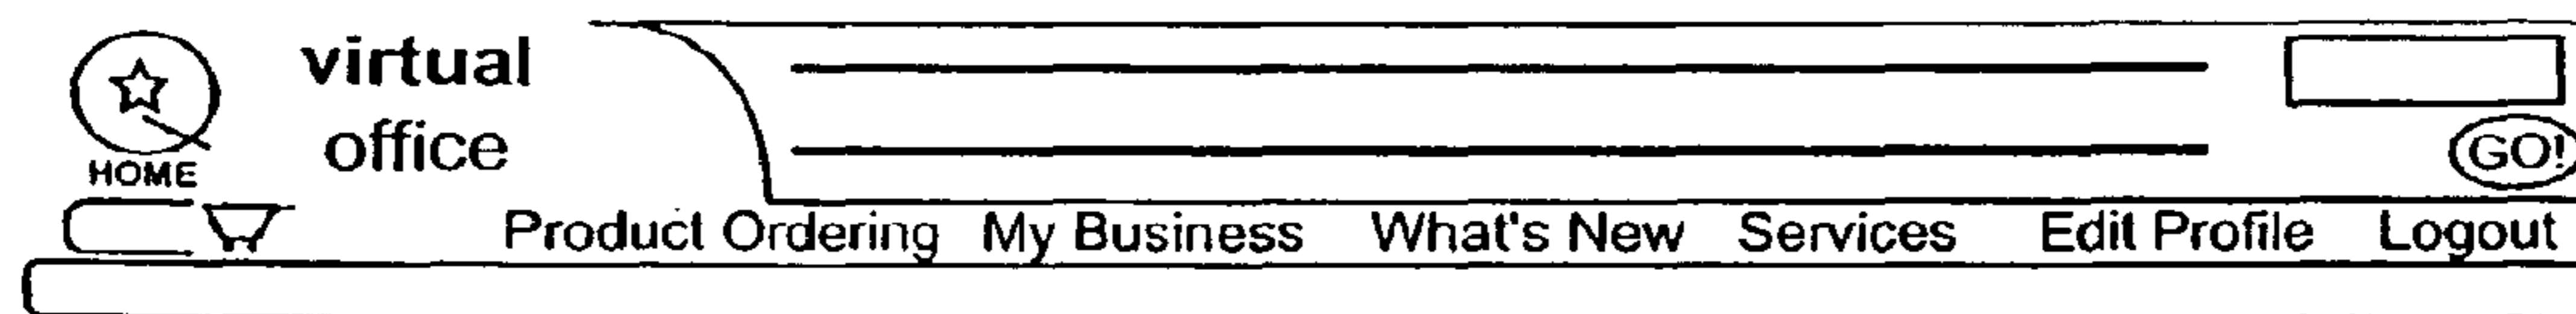 virtual
office
HOME
GO!
Product Ordering My Business What's New Services Edit Profile Logout